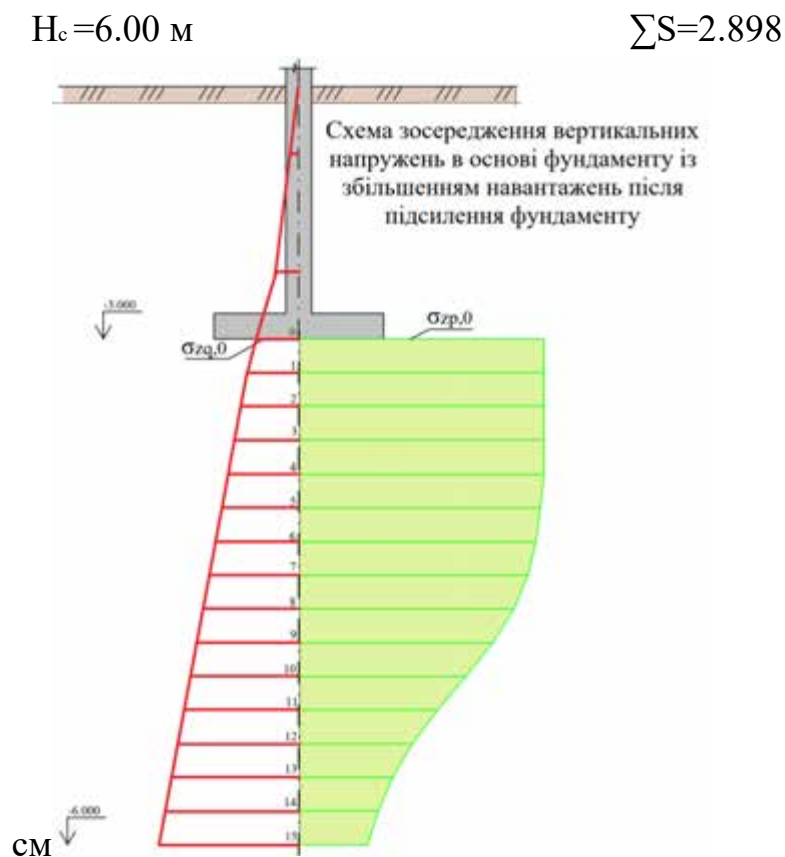 Hc=6.00 м
∑S=2.898
Схема зосередження вертикальних
напружень в основі фундаменту із
збільшенням навантажень після
підсилення фундаменту
-3.000
σzq,0
σzp,0
0
1
2
3
4
5
6
7
8
9
10
11
12
13
14
15
-6.000
см